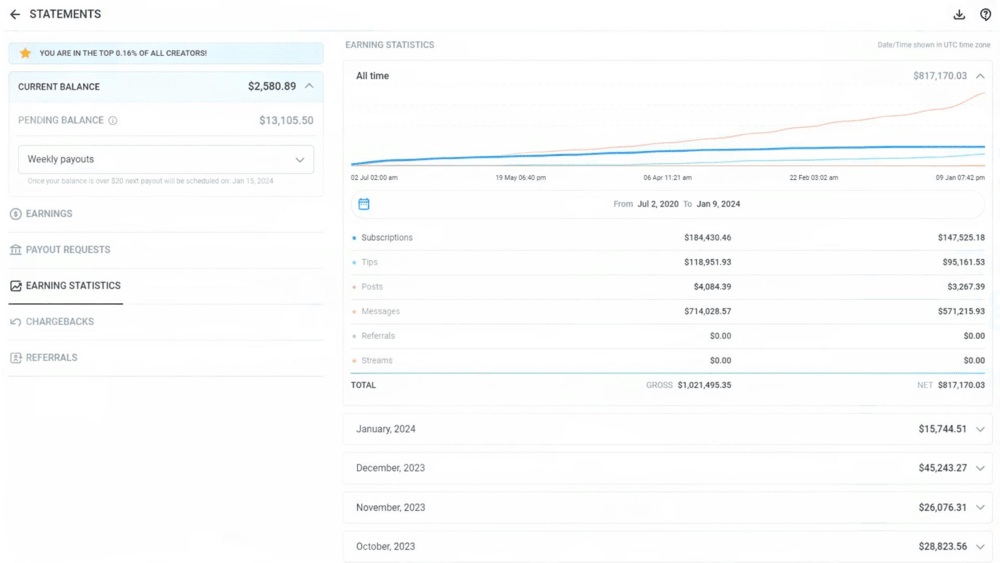 STATEMENTS
YOU ARE IN THE TOP 0.16% OF ALL CREATORS!
CURRENT BALANCE $2,580.89
PENDING BALANCE $13,105.50
Weekly payouts
Once your balance is over $20 next payout will be scheduled on: Jan 15, 2024
EARNINGS
PAYOUT REQUESTS
EARNING STATISTICS
CHARGEBACKS
REFERRALS
EARNING STATISTICS Date/Time shown in UTC time zone
All time $817,170.03
02 Jul 02:00 am 19 May 06:40 pm 06 Apr 11:21 am 22 Feb 03:02 am 09 Jan 07:42 pm
From Jul 2, 2020 To Jan 9, 2024
Subscriptions $184,430.46 $147,525.18
Tips $118,951.93 $95,161.53
Posts $4,084.39 $3,267.39
Messages $714,028.57 $571,215.93
Referrals $0.00 $0.00
Streams $0.00 $0.00
TOTAL GROSS $1,021,495.35 NET $817,170.03
January, 2024 $15,744.51
December, 2023 $45,243.27
November, 2023 $26,076.31
October, 2023 $28,823.56